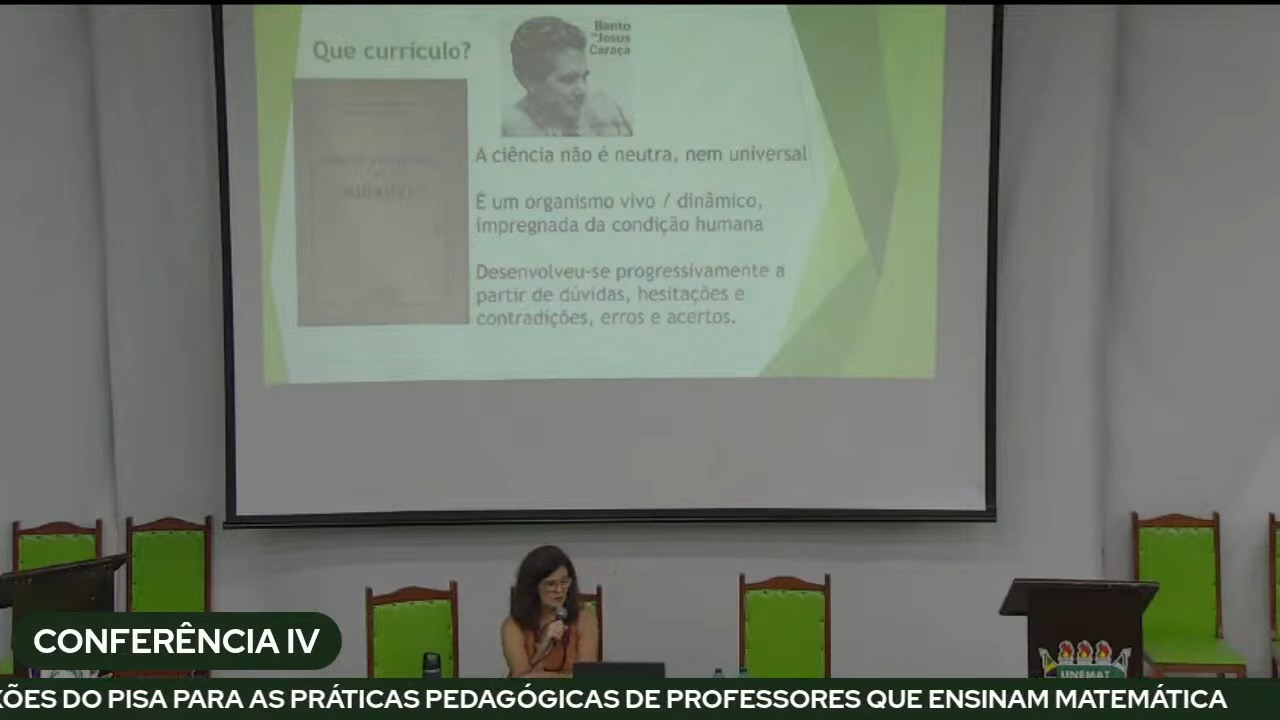 Que currículo?
Bento
de Jesus
Caraça
A ciência não é neutra, nem universal
É um organismo vivo / dinâmico,
impregnada da condição humana
Desenvolveu-se progressivamente a
partir de dúvidas, hesitações e
contradições, erros e acertos.
CONFERÊNCIA IV
UNEMAT
XÕES DO PISA PARA AS PRÁTICAS PEDAGÓGICAS DE PROFESSORES QUE ENSINAM MATEMÁTICA